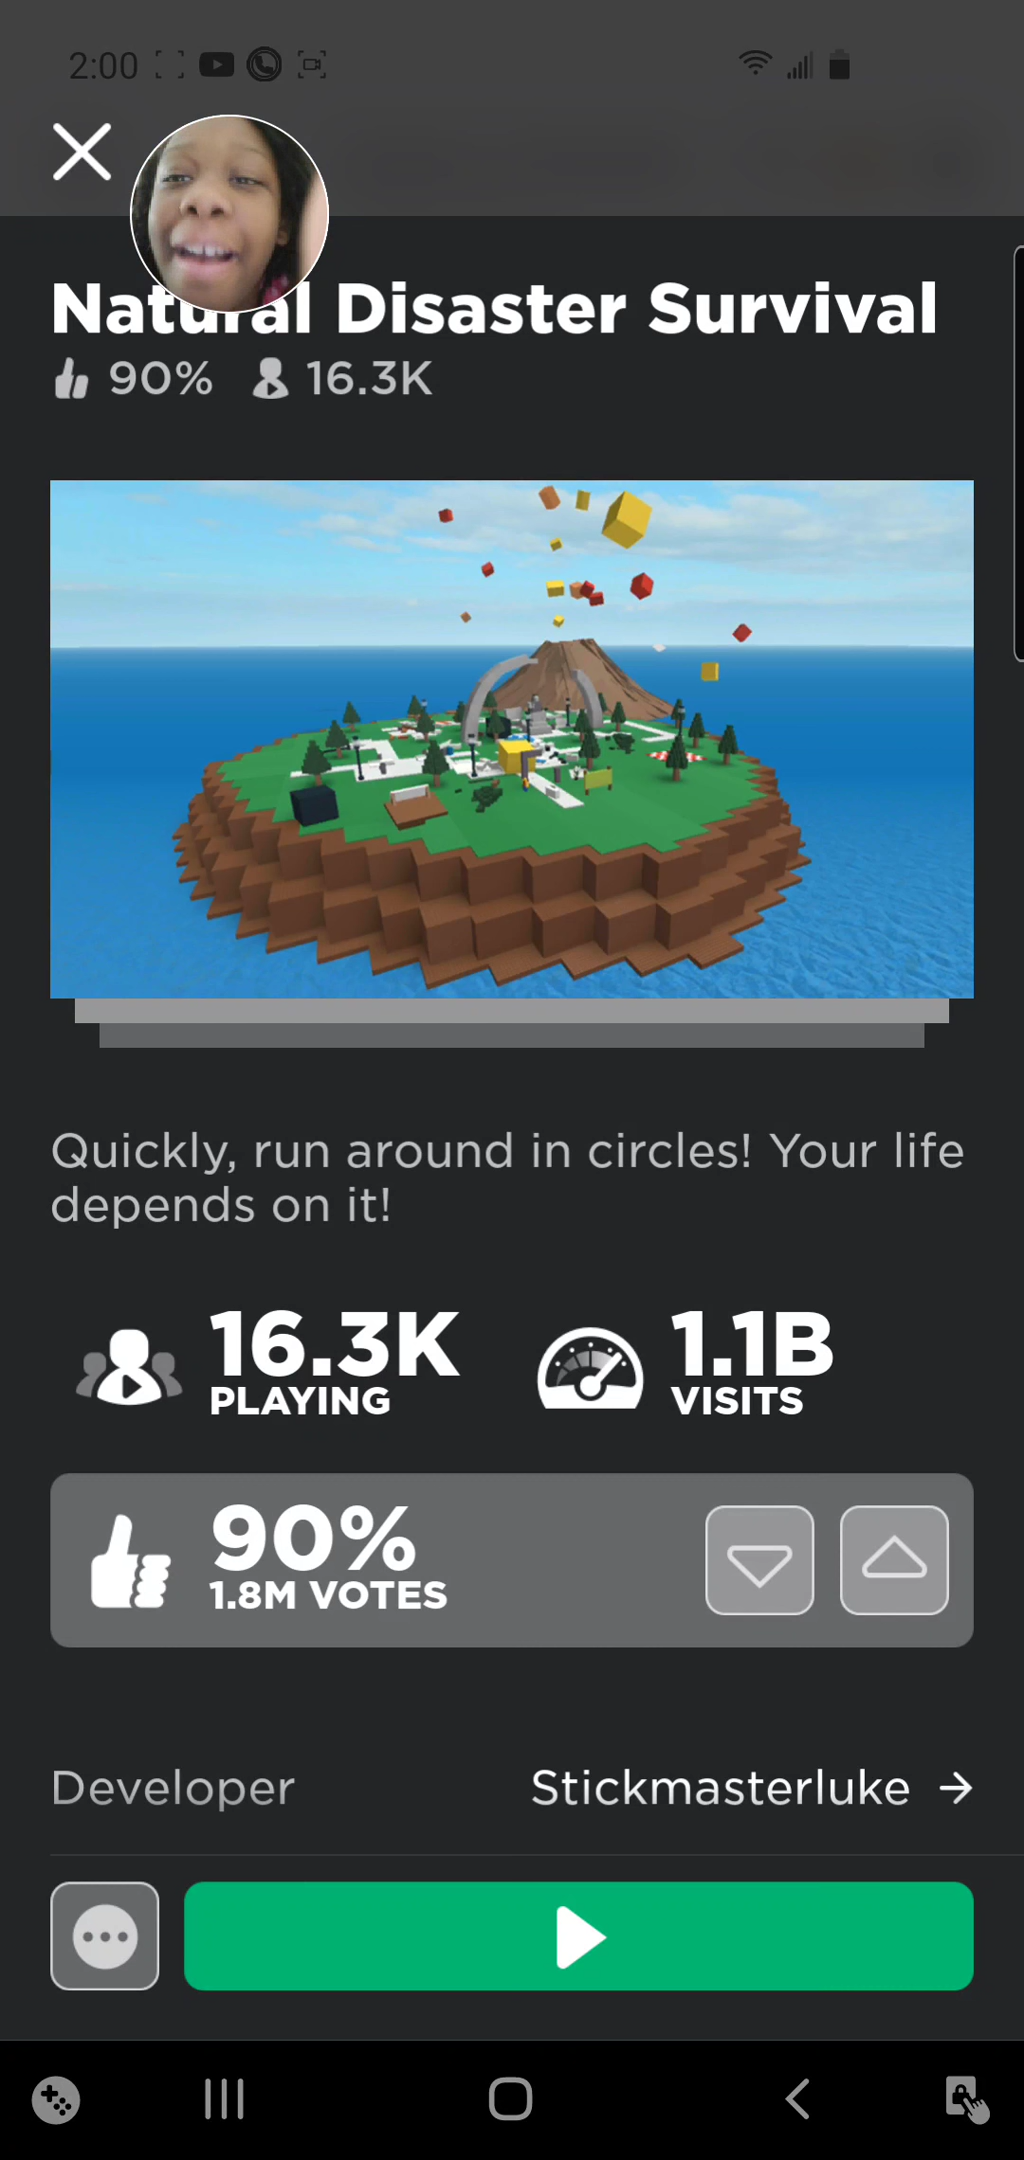 2:00
Natural Disaster Survival
90% 16.3K
Quickly, run around in circles! Your life
depends on it!
16.3K 1.1B
PLAYING VISITS
90%
1.8M VOTES
Developer Stickmasterluke